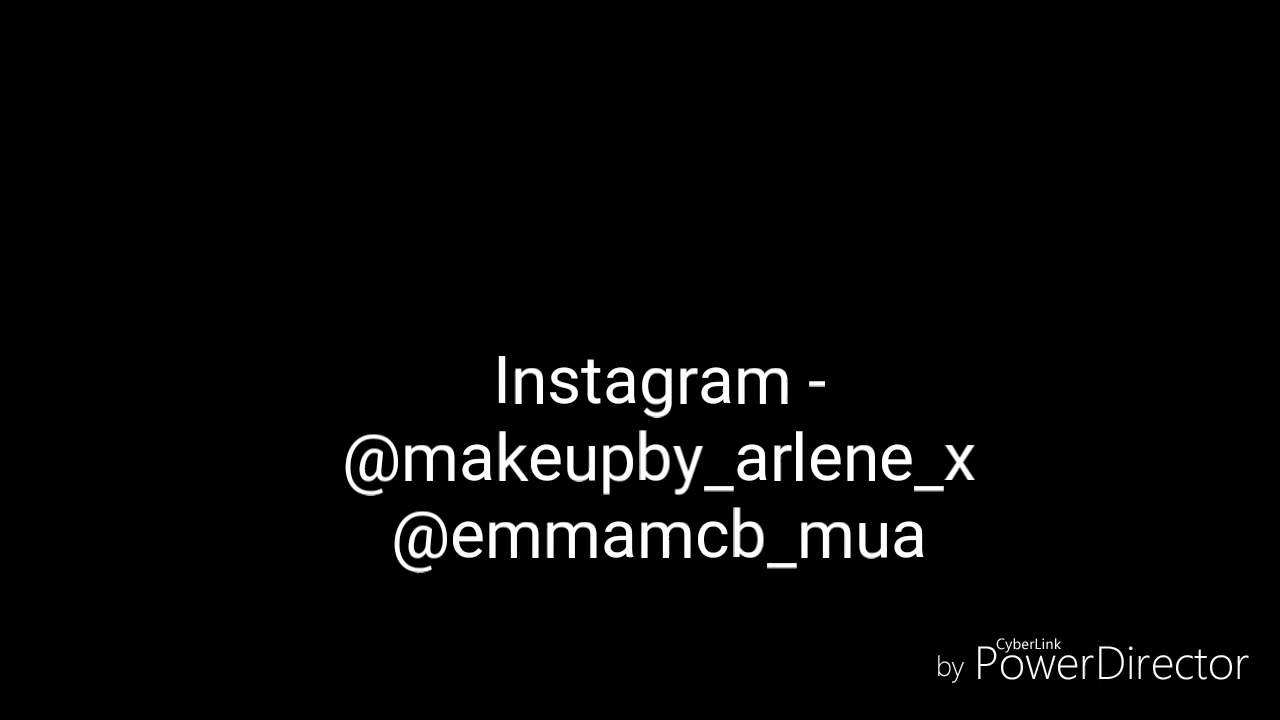 Instagram -
@makeupby_arlene_x
@emmamcb_mua
CyberLink
by PowerDirector